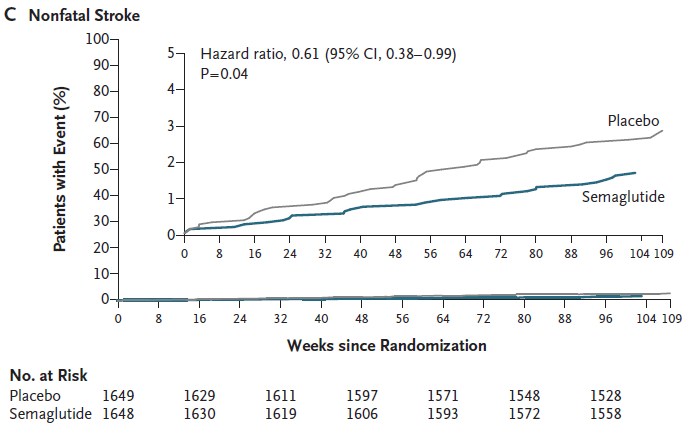 C Nonfatal Stroke
Patients with Event (%)
100
90
80
70
60
50
40
30
20
10
0
5
4
3
2
1
0
Hazard ratio, 0.61 (95% CI, 0.38–0.99)
P=0.04
Placebo
Semaglutide
0 8 16 24 32 40 48 56 64 72 80 88 96 104 109
0 8 16 24 32 40 48 56 64 72 80 88 96 104 109
Weeks since Randomization
No. at Risk
Placebo 1649 1629 1611 1597 1571 1548 1528
Semaglutide 1648 1630 1619 1606 1593 1572 1558